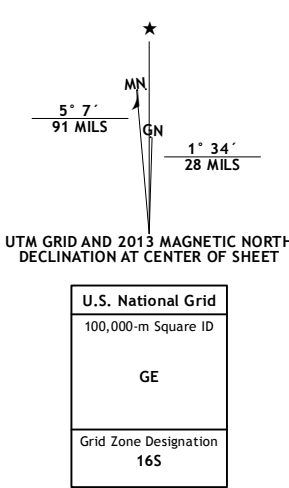 MN
GN
5° 7´
91 MILS
1° 34´
28 MILS
UTM GRID AND 2013 MAGNETIC NORTH
DECLINATION AT CENTER OF SHEET
U.S. National Grid
100,000-m Square ID
GE
Grid Zone Designation
16S